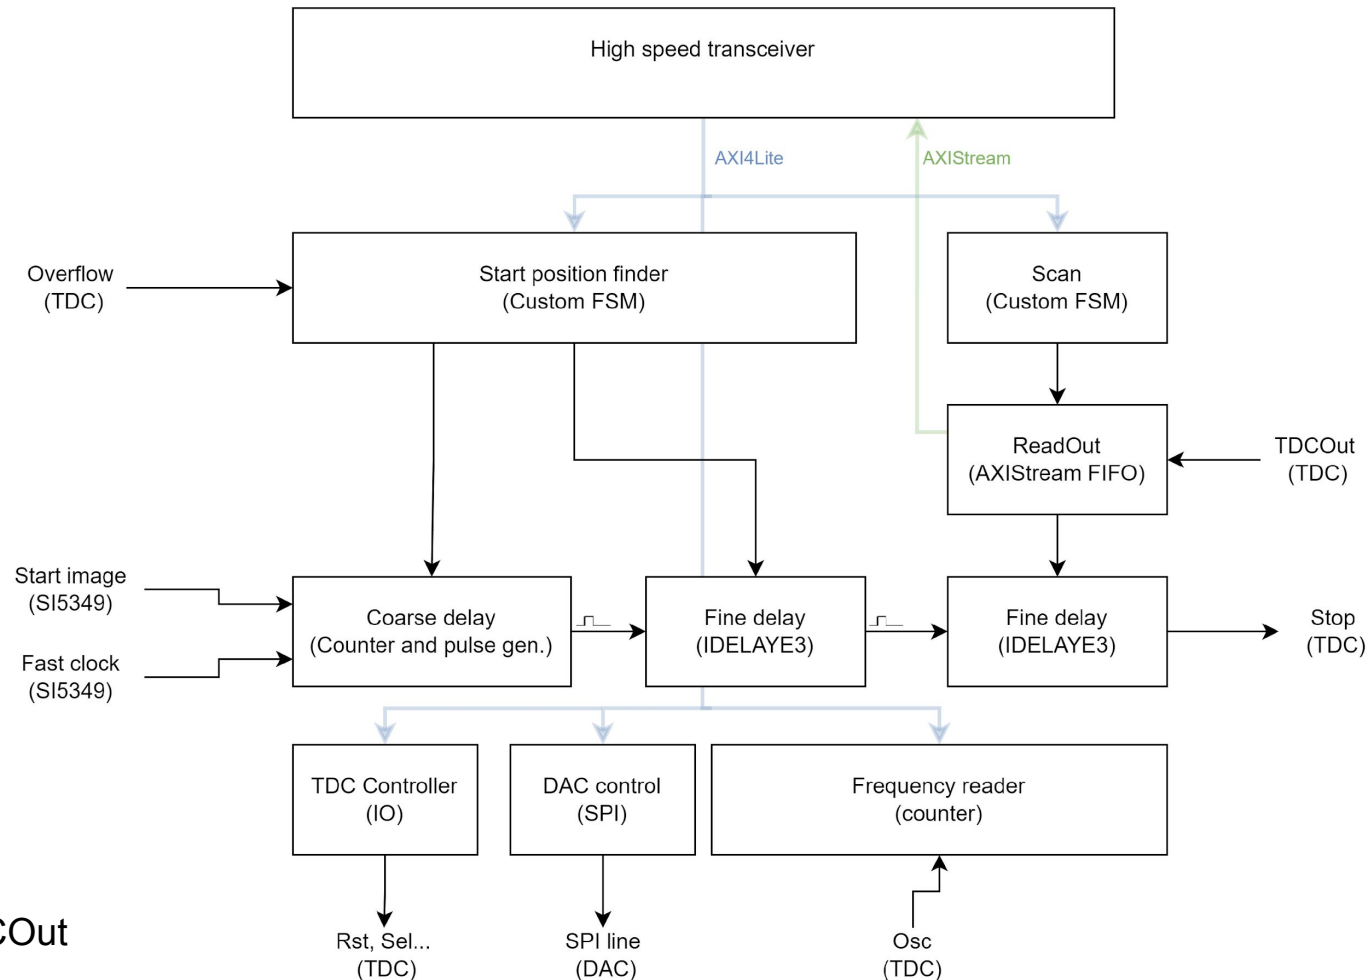 High speed transceiver
AXI4Lite
AXIStream
Overflow
(TDC)
Start position finder
(Custom FSM)
Scan
(Custom FSM)
ReadOut
(AXIStream FIFO)
TDCOut
(TDC)
Start image
(SI5349)
Fast clock
(SI5349)
Coarse delay
(Counter and pulse gen.)
Fine delay
(IDELAYE3)
Fine delay
(IDELAYE3)
Stop
(TDC)
TDC Controller
(IO)
DAC control
(SPI)
Frequency reader
(counter)
COut
Rst, Sel...
(TDC)
SPI line
(DAC)
Osc
(TDC)